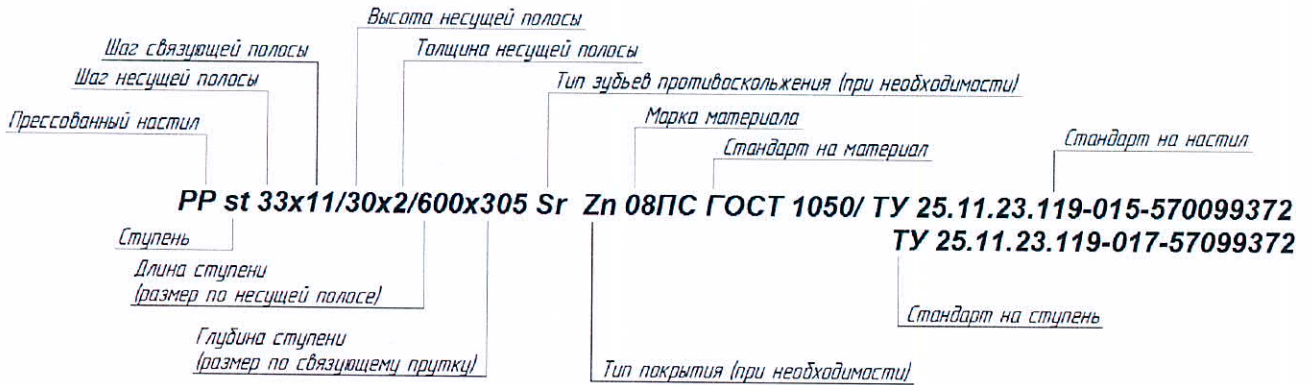 Высота несущей полосы
Шаг связующей полосы
Толщина несущей полосы
Шаг несущей полосы
Тип зубьев противоскольжения (при необходимости)
Прессованный настил
Марка материала
Стандарт на материал
Стандарт на настил
PP st 33x11/30x2/600x305 Sr Zn 08ПС ГОСТ 1050/ ТУ 25.11.23.119-015-570099372
ТУ 25.11.23.119-017-57099372
Ступень
Длина ступени
(размер по несущей полосе)
Глубина ступени
(размер по связующему прутку)
Стандарт на ступень
Тип покрытия (при необходимости)